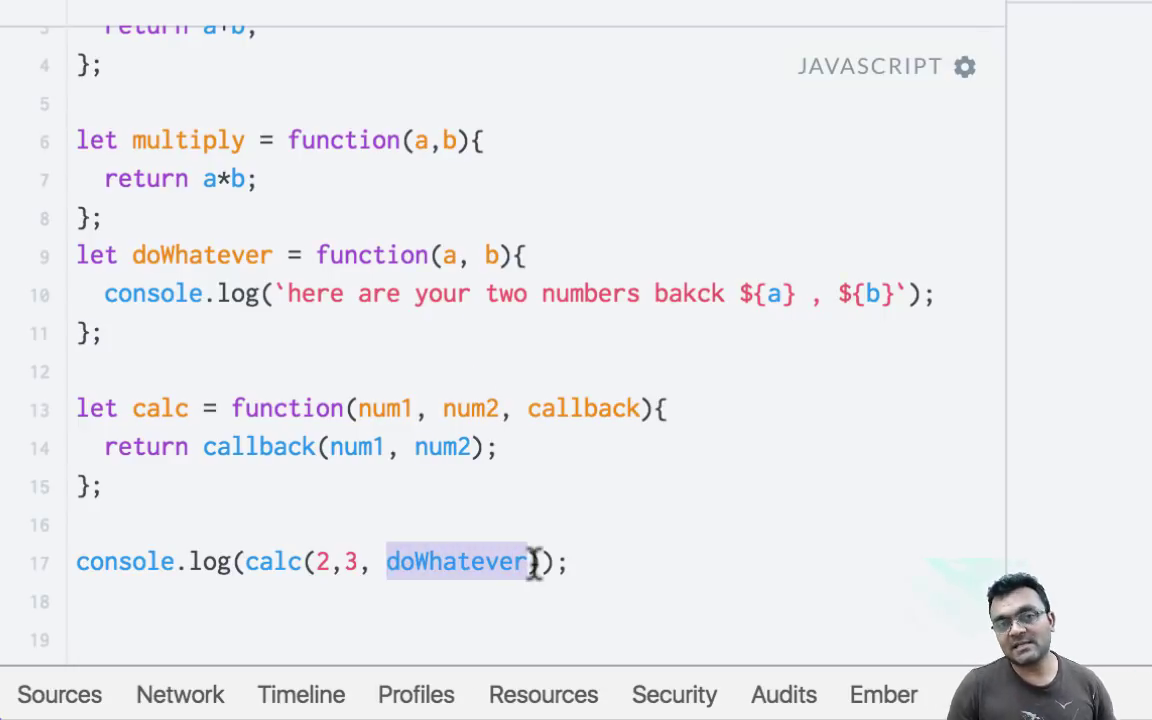 3 return a+b;
4 };
JAVASCRIPT
5
6 let multiply = function(a,b){
7 return a*b;
8 };
9 let doWhatever = function(a, b){
10 console.log(`here are your two numbers bakck ${a} , ${b}`);
11 };
12
13 let calc = function(num1, num2, callback){
14 return callback(num1, num2);
15 };
16
17 console.log(calc(2,3, doWhatever));
18
19
Sources Network Timeline Profiles Resources Security Audits Ember